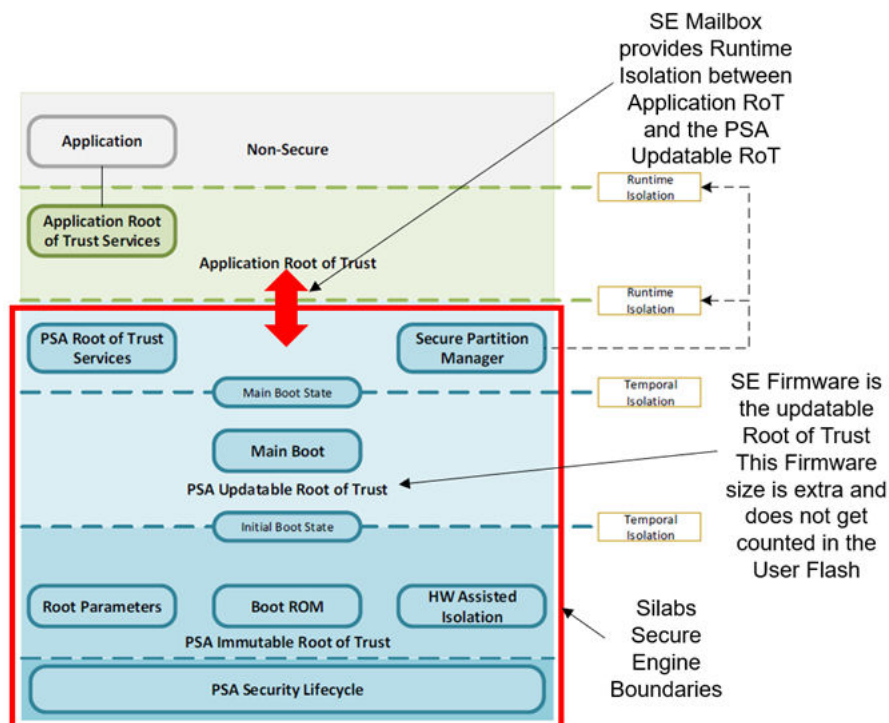 SE Mailbox
provides Runtime
Isolation between
Application RoT
and the PSA
Updatable RoT
Application
Non-Secure
Runtime
Isolation
Application Root
of Trust Services
Application Root of Trust
Runtime
Isolation
PSA Root of Trust
Services
Secure Partition
Manager
Main Boot State
Temporal
Isolation
SE Firmware is
the updatable
Root of Trust
This Firmware
size is extra and
does not get
counted in the
User Flash
Main Boot
PSA Updatable Root of Trust
Initial Boot State
Temporal
Isolation
Root Parameters
Boot ROM
HW Assisted
Isolation
PSA Immutable Root of Trust
Silabs
Secure
Engine
Boundaries
PSA Security Lifecycle